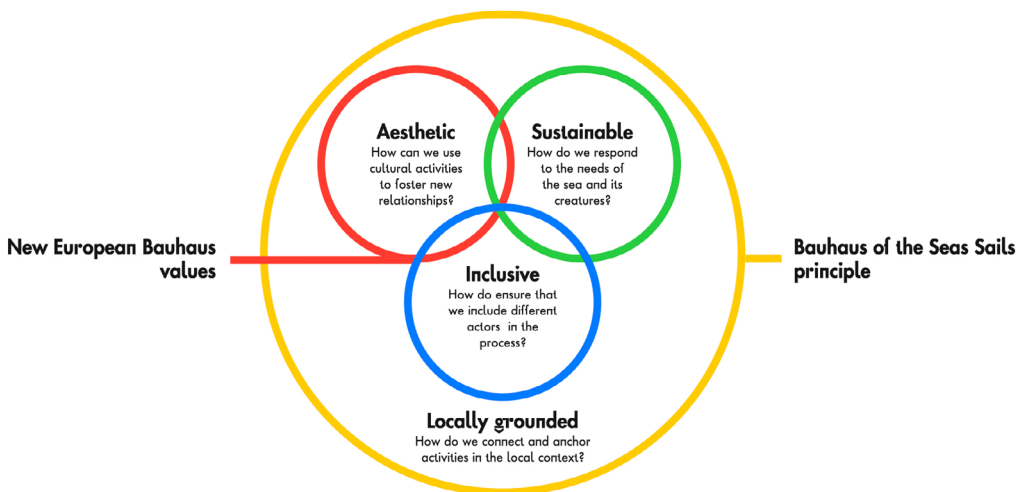 Aesthetic
How can we use
cultural activities
to foster new
relationships?
Sustainable
How do we respond
to the needs of
the sea and its
creatures?
New European Bauhaus
values
Bauhaus of the Seas Sails
principle
Inclusive
How do ensure that
we include different
actors in the
process?
Locally grounded
How do we connect and anchor
activities in the local context?